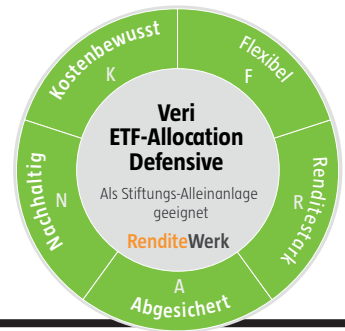 Kostenbewusst
K
Flexibel
F
Renditestark
R
Abgesichert
A
Nachhaltig
N
Veri
ETF-Allocation
Defensive
Als Stiftungs-Alleinanlage
geeignet
RenditeWerk